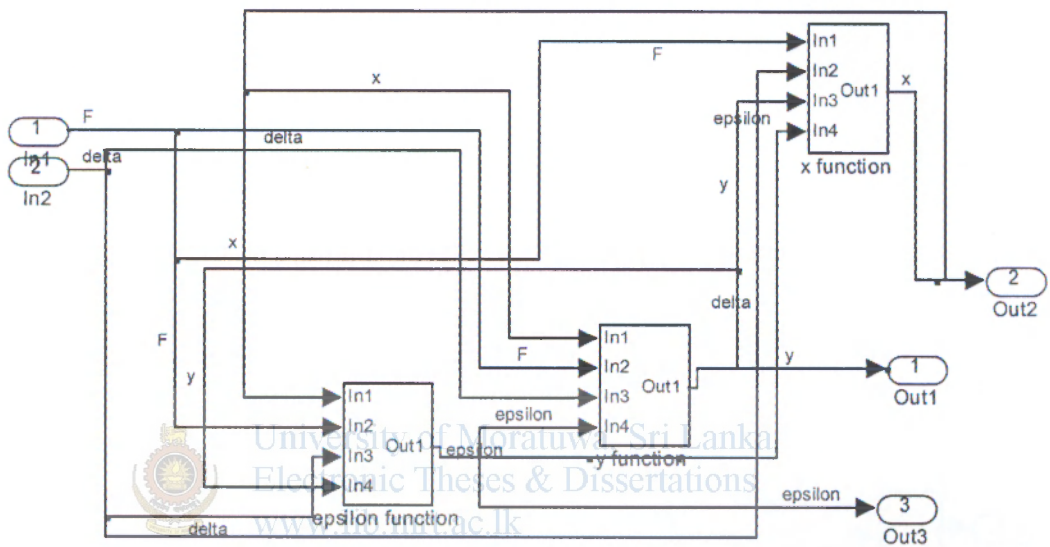 In1
F
In2
x
x
Out1
epsilon
In3
In4
x function
1
F
In1
delta
delta
2
In2
y
x
2
Out2
delta
In1
F
In2
y
1
Out1
Out1
In3
epsilon
In4
y function
F
y
In1
In2
Out1
epsilon
In3
In4
epsilon function
delta
epsilon
3
Out3
University of Moratuwa, Sri Lanka
Electronic Theses & Dissertations
www.lib.mrt.ac.lk